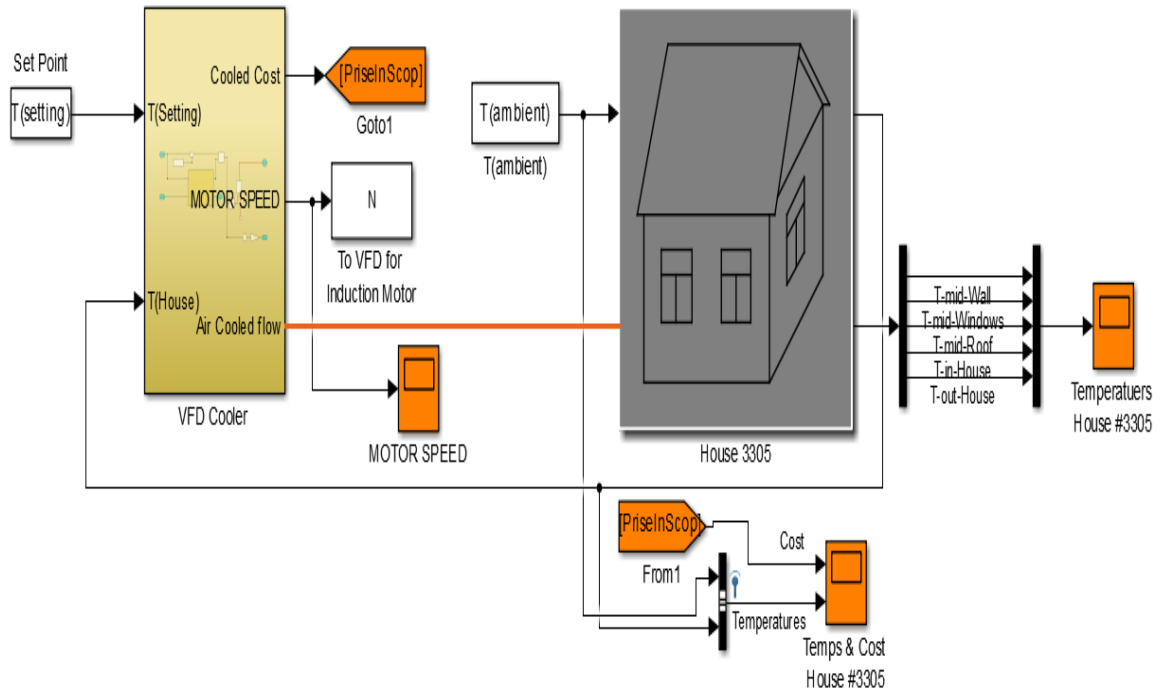 Set Point
T(setting)
T(Setting)
T(House)
Cooled Cost
MOTOR SPEED
Air Cooled flow
VFD Cooler
[PriseInScop]
Goto1
N
To VFD for
Induction Motor
MOTOR SPEED
T(ambient)
T(ambient)
House 3305
T-mid-Wall
T-mid-Windows
T-mid-Roof
T-in-House
T-out-House
Temperatuers
House #3305
[PriseInScop]
From1
Cost
Temperatures
Temps & Cost
House #3305